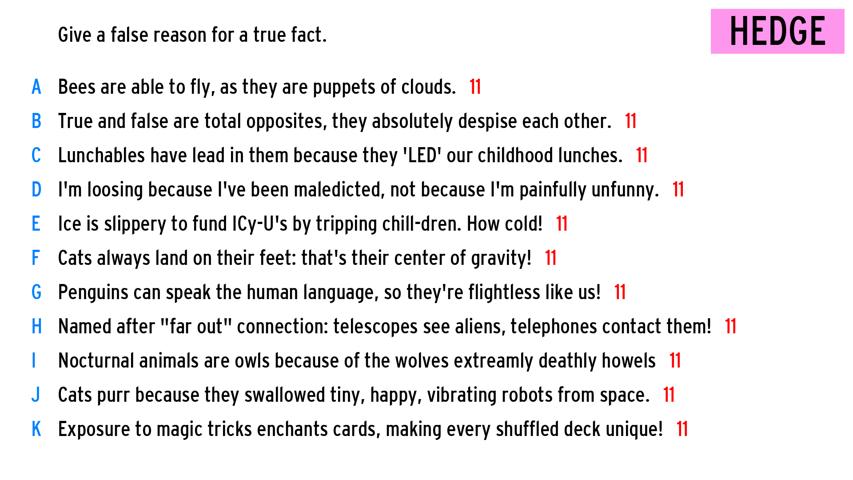 Give a false reason for a true fact.
HEDGE
A Bees are able to fly, as they are puppets of clouds. 11
B True and false are total opposites, they absolutely despise each other. 11
C Lunchables have lead in them because they 'LED' our childhood lunches. 11
D I'm loosing because I've been maledicted, not because I'm painfully unfunny. 11
E Ice is slippery to fund ICy-U's by tripping chill-dren. How cold! 11
F Cats always land on their feet: that's their center of gravity! 11
G Penguins can speak the human language, so they're flightless like us! 11
H Named after "far out" connection: telescopes see aliens, telephones contact them! 11
I Nocturnal animals are owls because of the wolves extreamly deathly howels 11
J Cats purr because they swallowed tiny, happy, vibrating robots from space. 11
K Exposure to magic tricks enchants cards, making every shuffled deck unique! 11